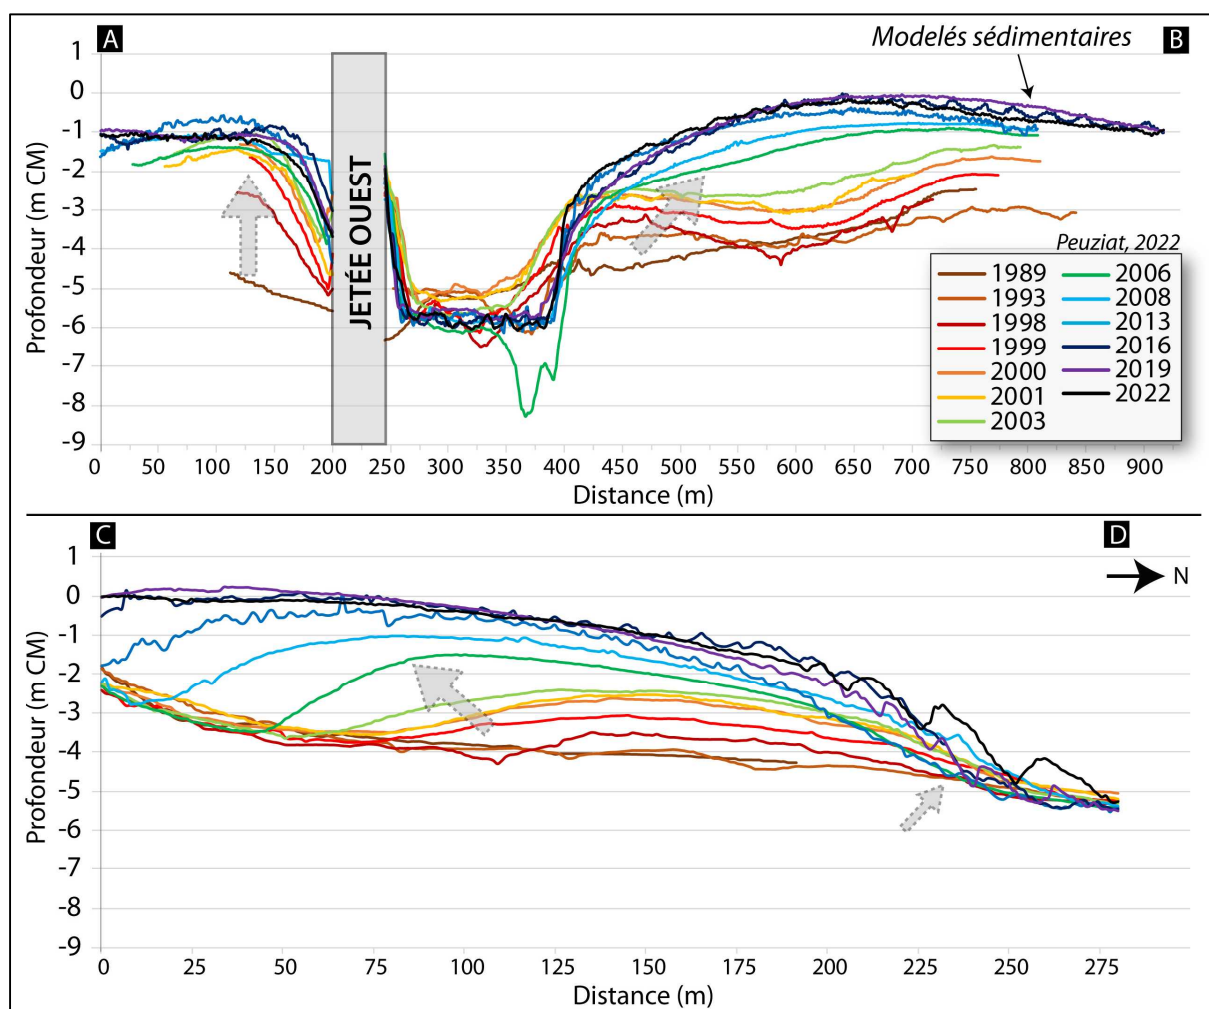 A
Modelés sédimentaires
B
1
0
-1
-2
-3
-4
-5
-6
-7
-8
-9
Profondeur (m CM)
JETÉE OUEST
Peuziat, 2022
1989 2006
1993 2008
1998 2013
1999 2016
2000 2019
2001 2022
2003
0 50 100 150 200 250 300 350 400 450 500 550 600 650 700 750 800 850 900
Distance (m)
C
D
N
1
0
-1
-2
-3
-4
-5
-6
-7
-8
-9
Profondeur (m CM)
0 25 50 75 100 125 150 175 200 225 250 275
Distance (m)